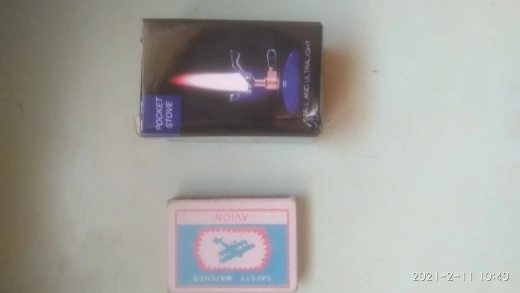 POCKET
STOVE
SMALL AND ULTRALIGHT
AVION
SAFETY MATCHES
2021-2-11 10:40